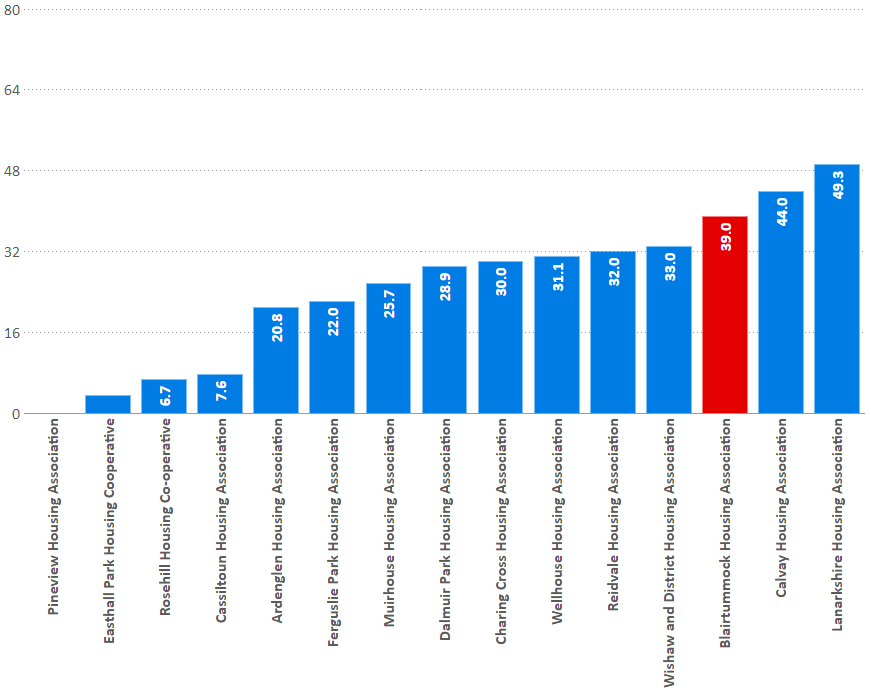 80
64
48
32
16
0
20.8
22.0
25.7
28.9
30.0
31.1
32.0
33.0
39.0
44.0
49.3
6.7
7.6
Pineview Housing Association
Easthall Park Housing Cooperative
Rosehill Housing Co-operative
Cassiltoun Housing Association
Ardenglen Housing Association
Ferguslie Park Housing Association
Muirhouse Housing Association
Dalmuir Park Housing Association
Charing Cross Housing Association
Wellhouse Housing Association
Reidvale Housing Association
Wishaw and District Housing Association
Blairtummock Housing Association
Calvay Housing Association
Lanarkshire Housing Association